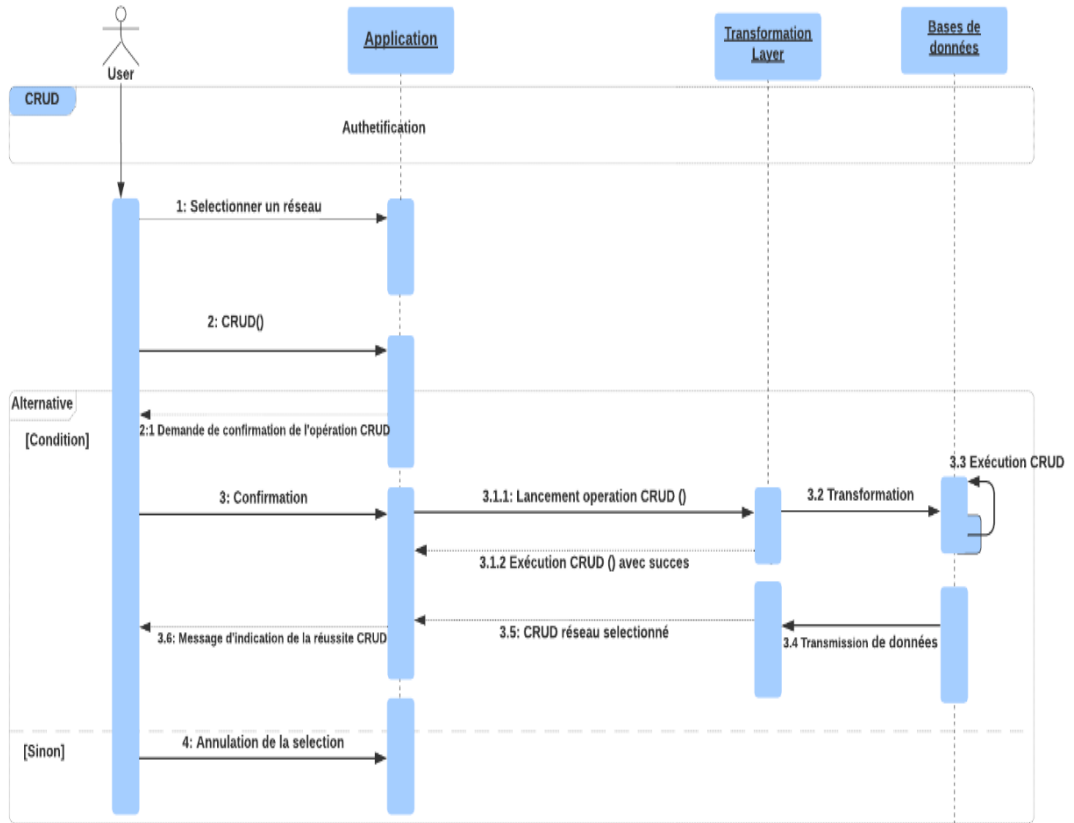 User
Application
Transformation
Layer
Bases de
données
CRUD
Authetification
1: Selectionner un réseau
2: CRUD()
Alternative
[Condition]
2:1 Demande de confirmation de l'opération CRUD
3: Confirmation
3.1.1: Lancement operation CRUD ()
3.2 Transformation
3.3 Exécution CRUD
3.1.2 Exécution CRUD () avec succes
3.4 Transmission de données
3.5: CRUD réseau selectionné
3.6: Message d'indication de la réussite CRUD
[Sinon]
4: Annulation de la selection